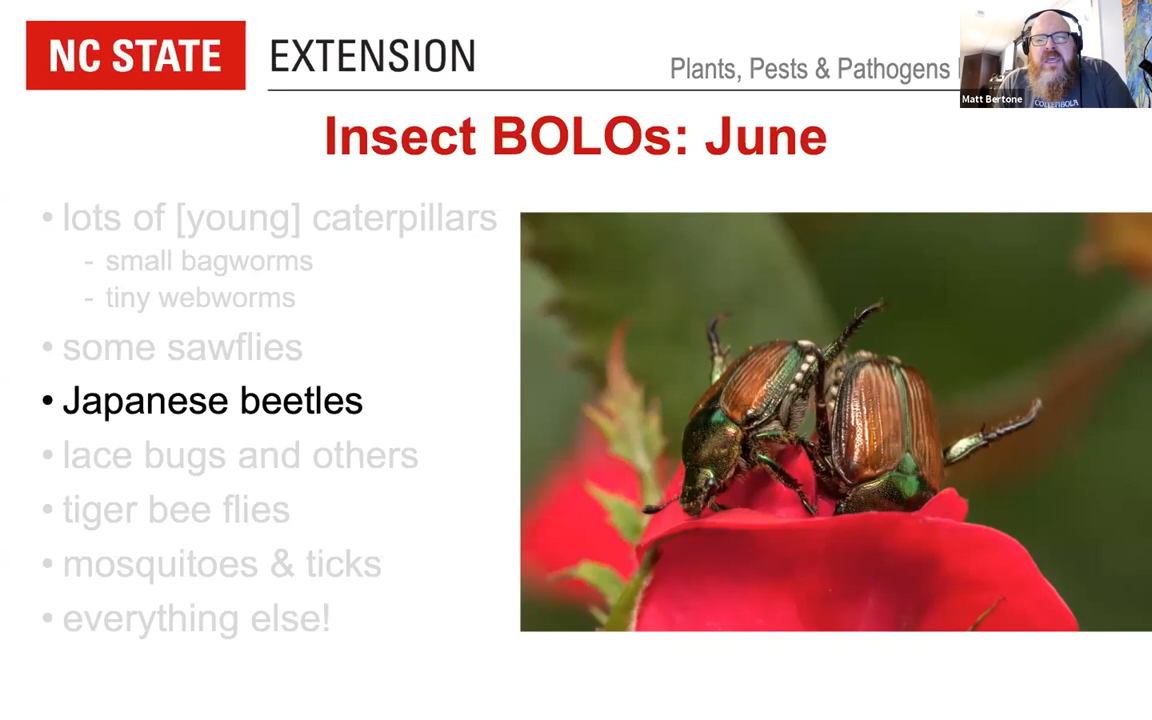 NC STATE EXTENSION
Plants, Pests & Pathogens
Matt Bertone
COLLEMBOLA
Insect BOLOs: June
• lots of [young] caterpillars
- small bagworms
- tiny webworms
• some sawflies
• Japanese beetles
• lace bugs and others
• tiger bee flies
• mosquitoes & ticks
• everything else!